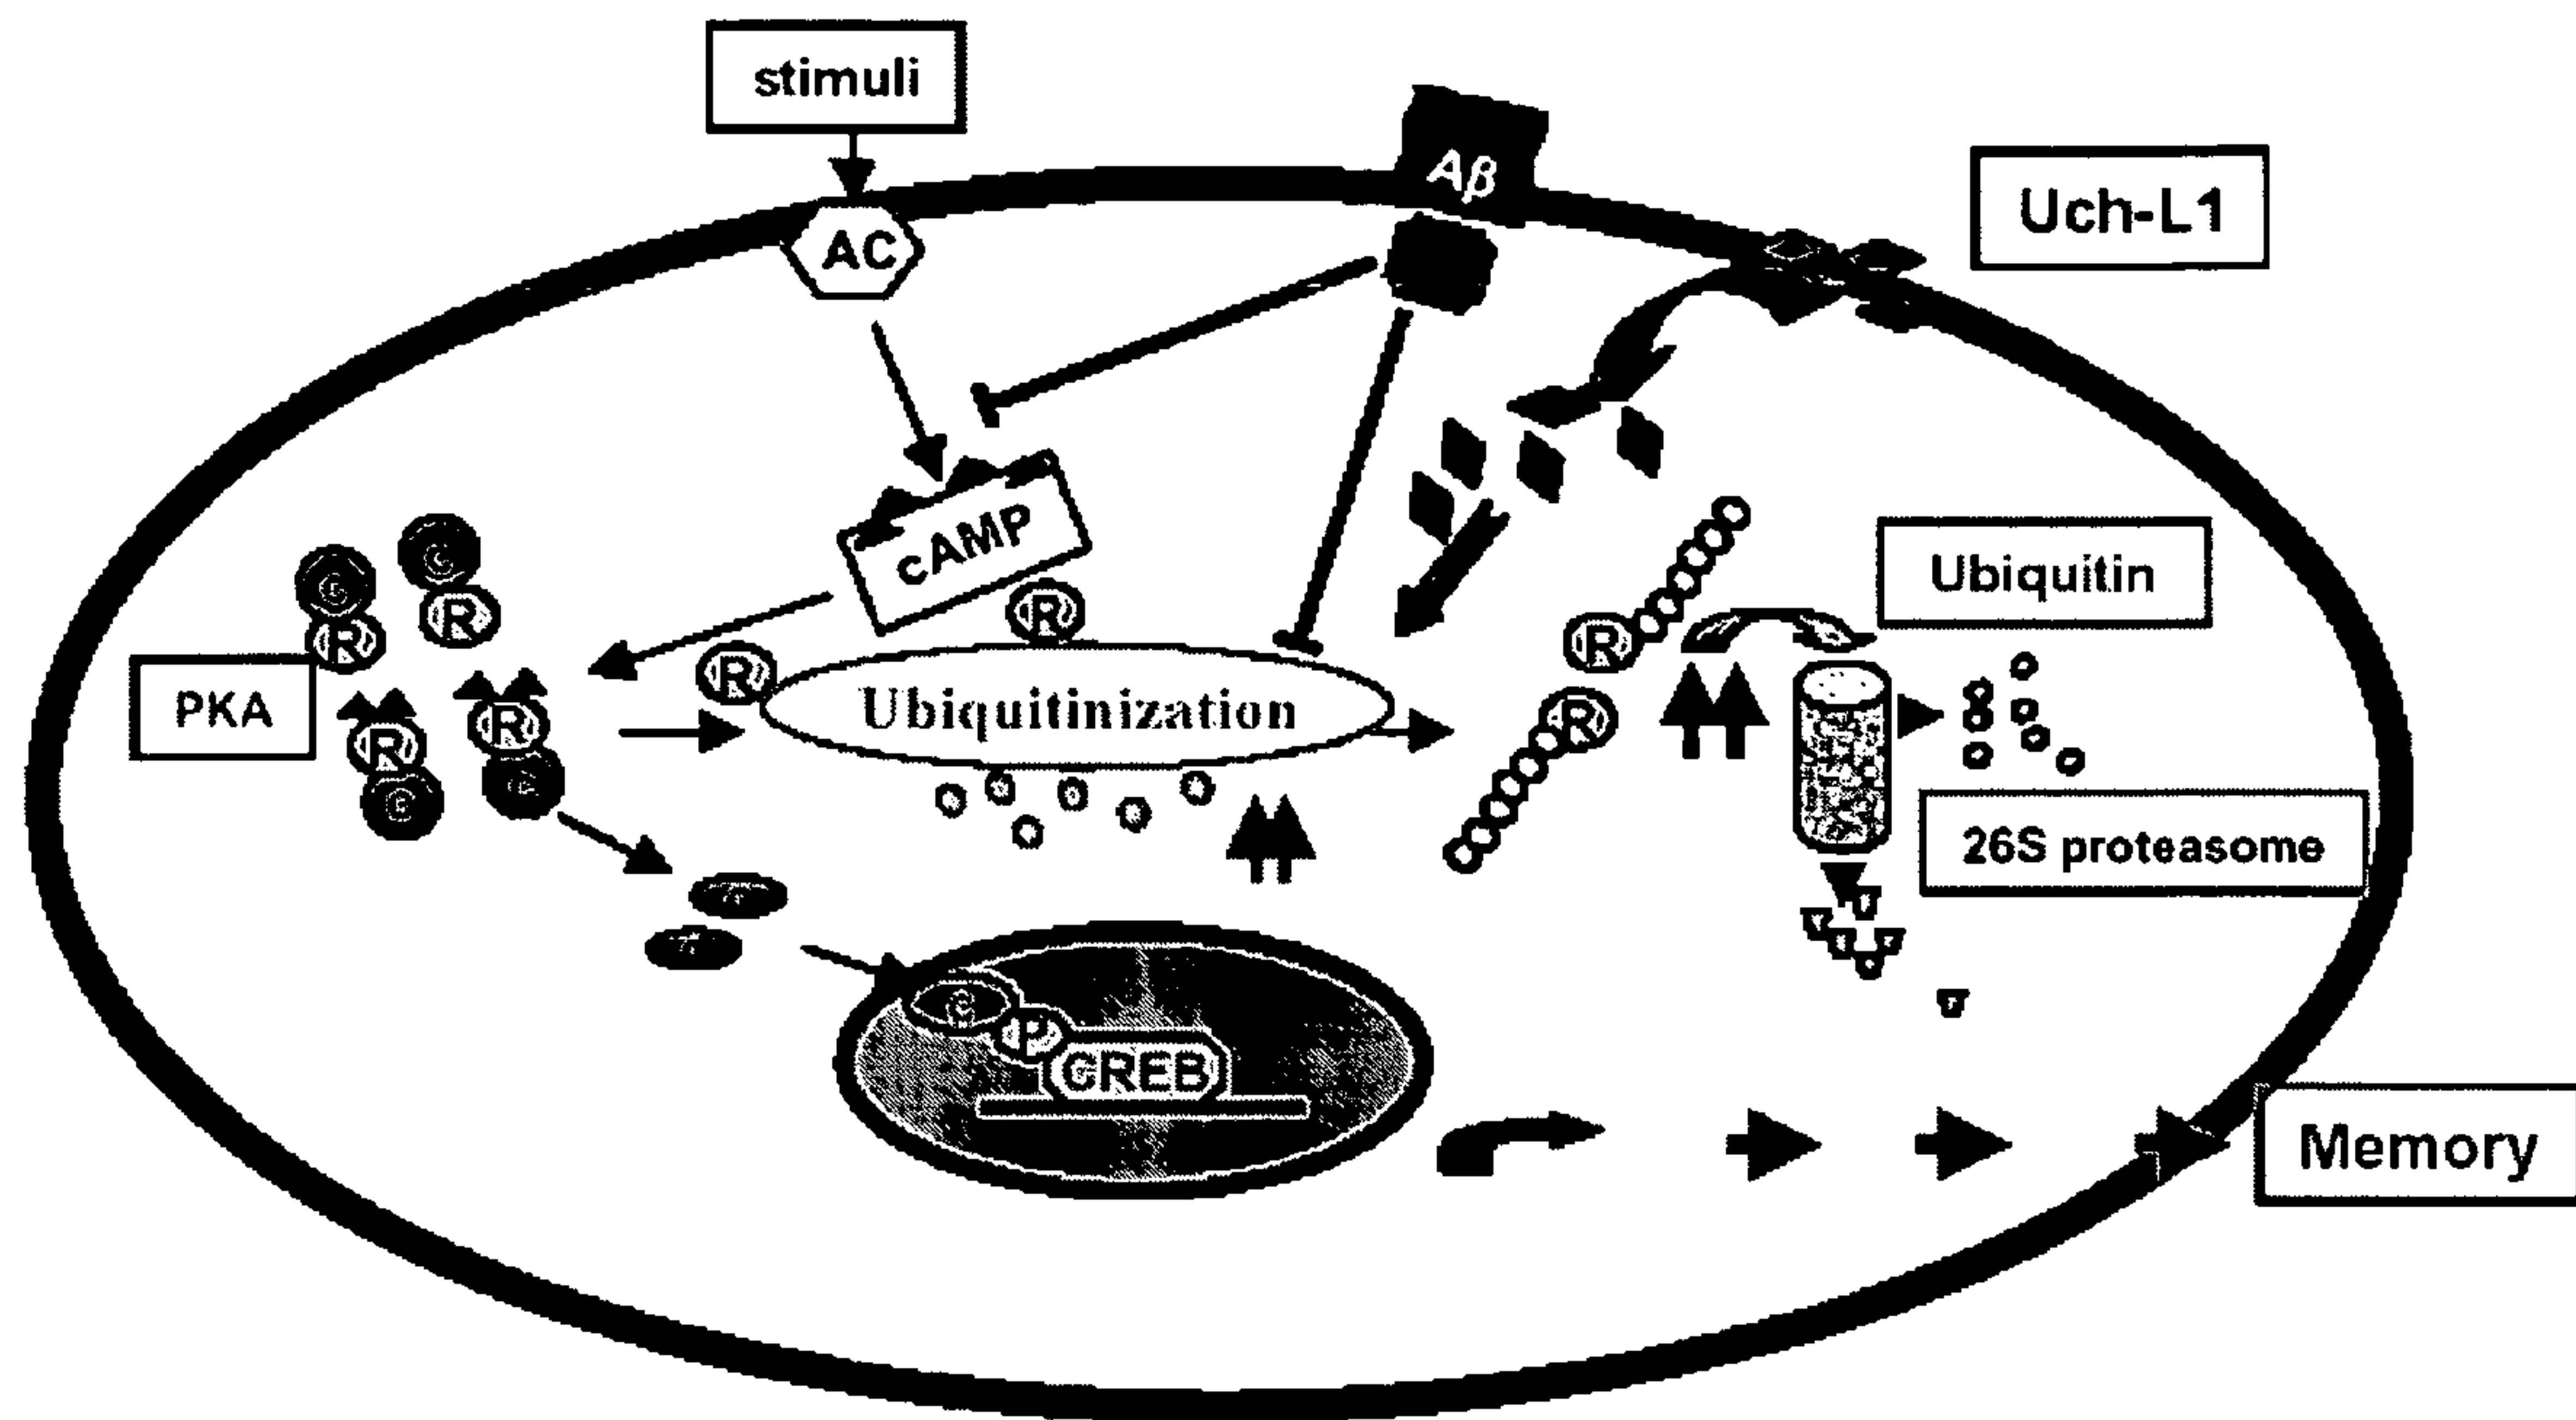 stimuli
Aβ
Uch-L1
AC
cAMP
C
C
R
R
R
R
Ubiquitin
R
R
PKA
R
R
Ubiquitinization
R
C
C
26S proteasome
C
P
CREB
Memory